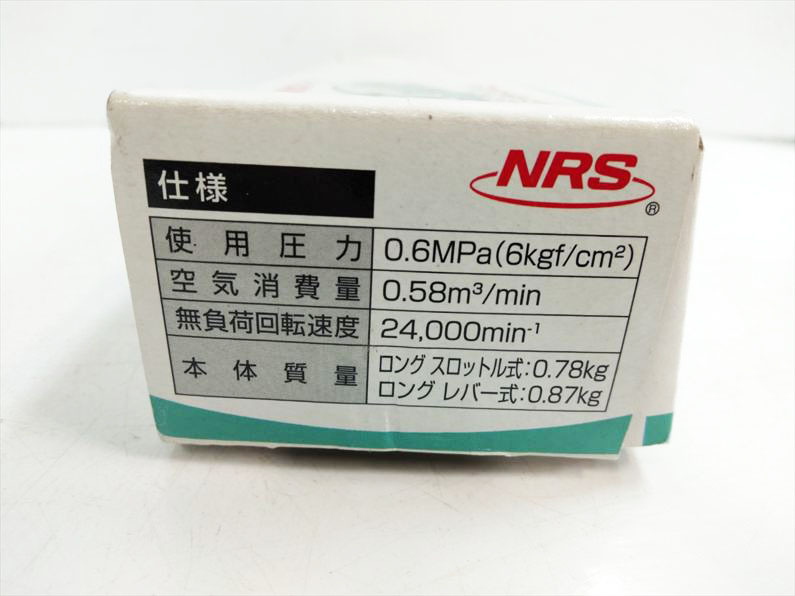 仕様
NRS®
使用圧力 0.6MPa(6kgf/cm²)
空気消費量 0.58m³/min
無負荷回転速度 24,000min⁻¹
本体質量 ロング スロットル式:0.78kg
ロング レバー式:0.87kg